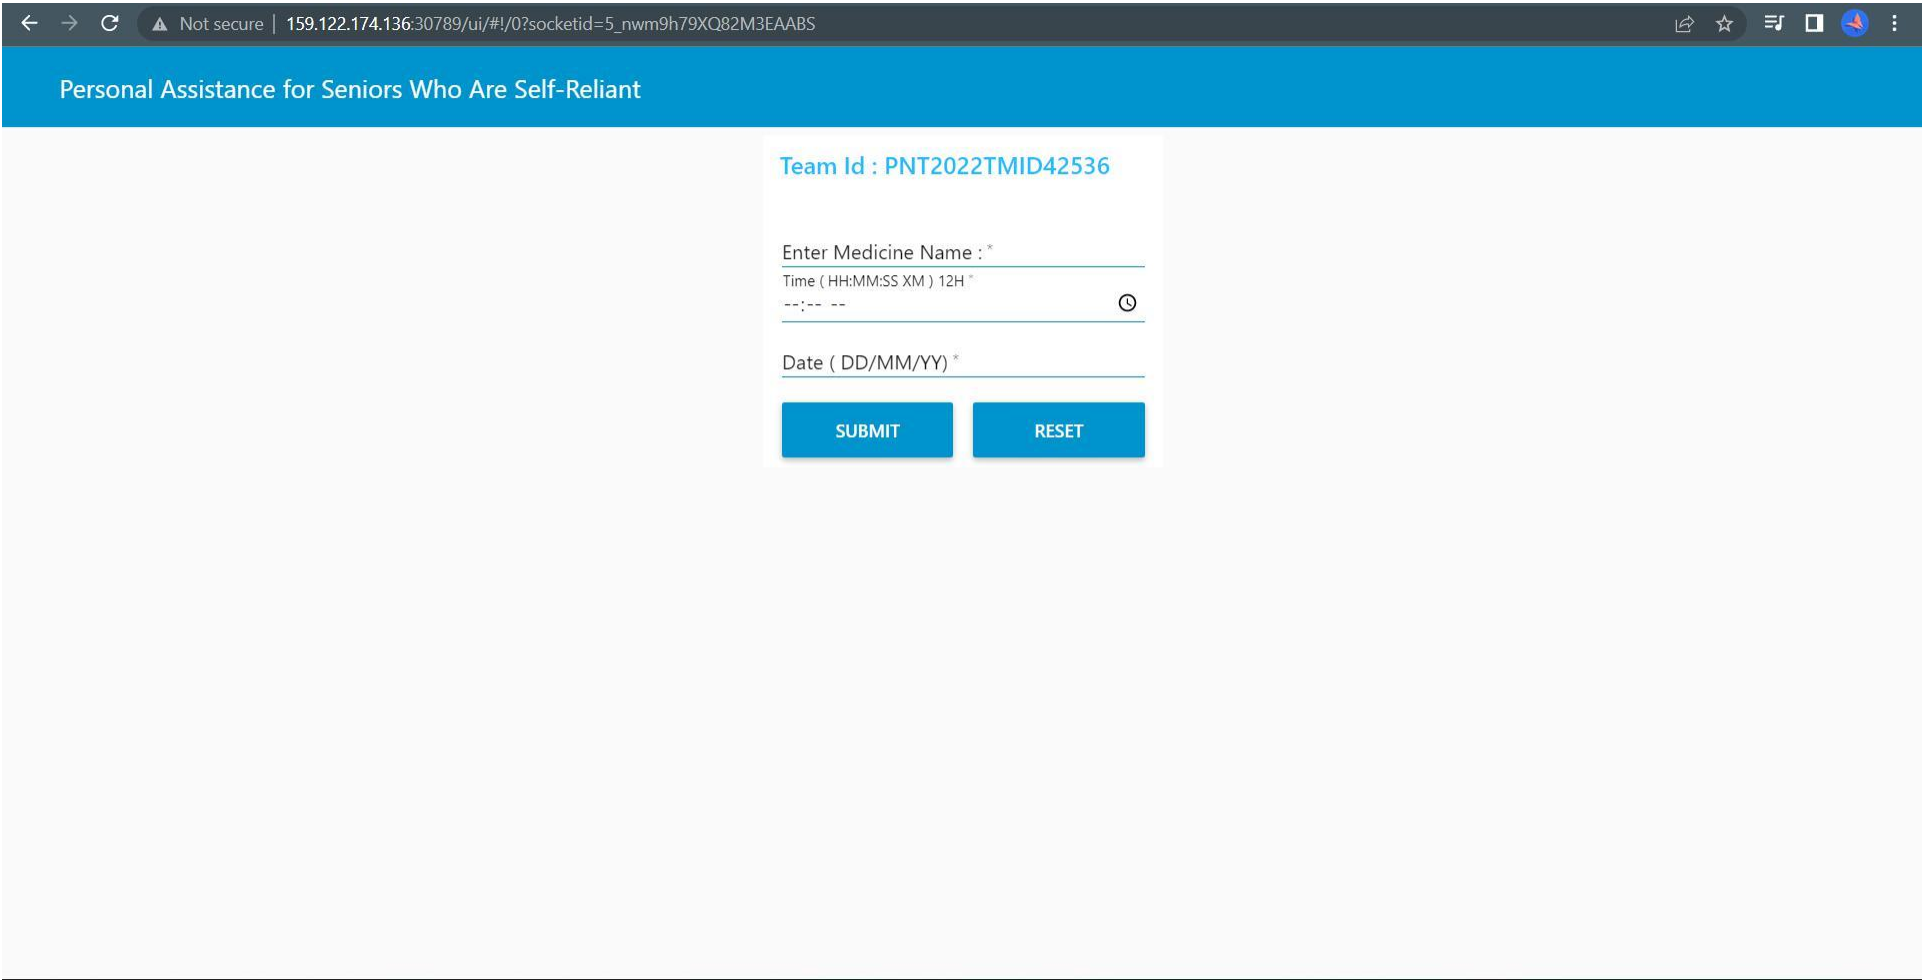 Not secure | 159.122.174.136:30789/ui/#!/0?socketid=5_nwm9h79XQ82M3EAABS
Personal Assistance for Seniors Who Are Self-Reliant
Team Id : PNT2022TMID42536
Enter Medicine Name : *
Time ( HH:MM:SS XM ) 12H *
--:-- --
Date ( DD/MM/YY) *
SUBMIT RESET